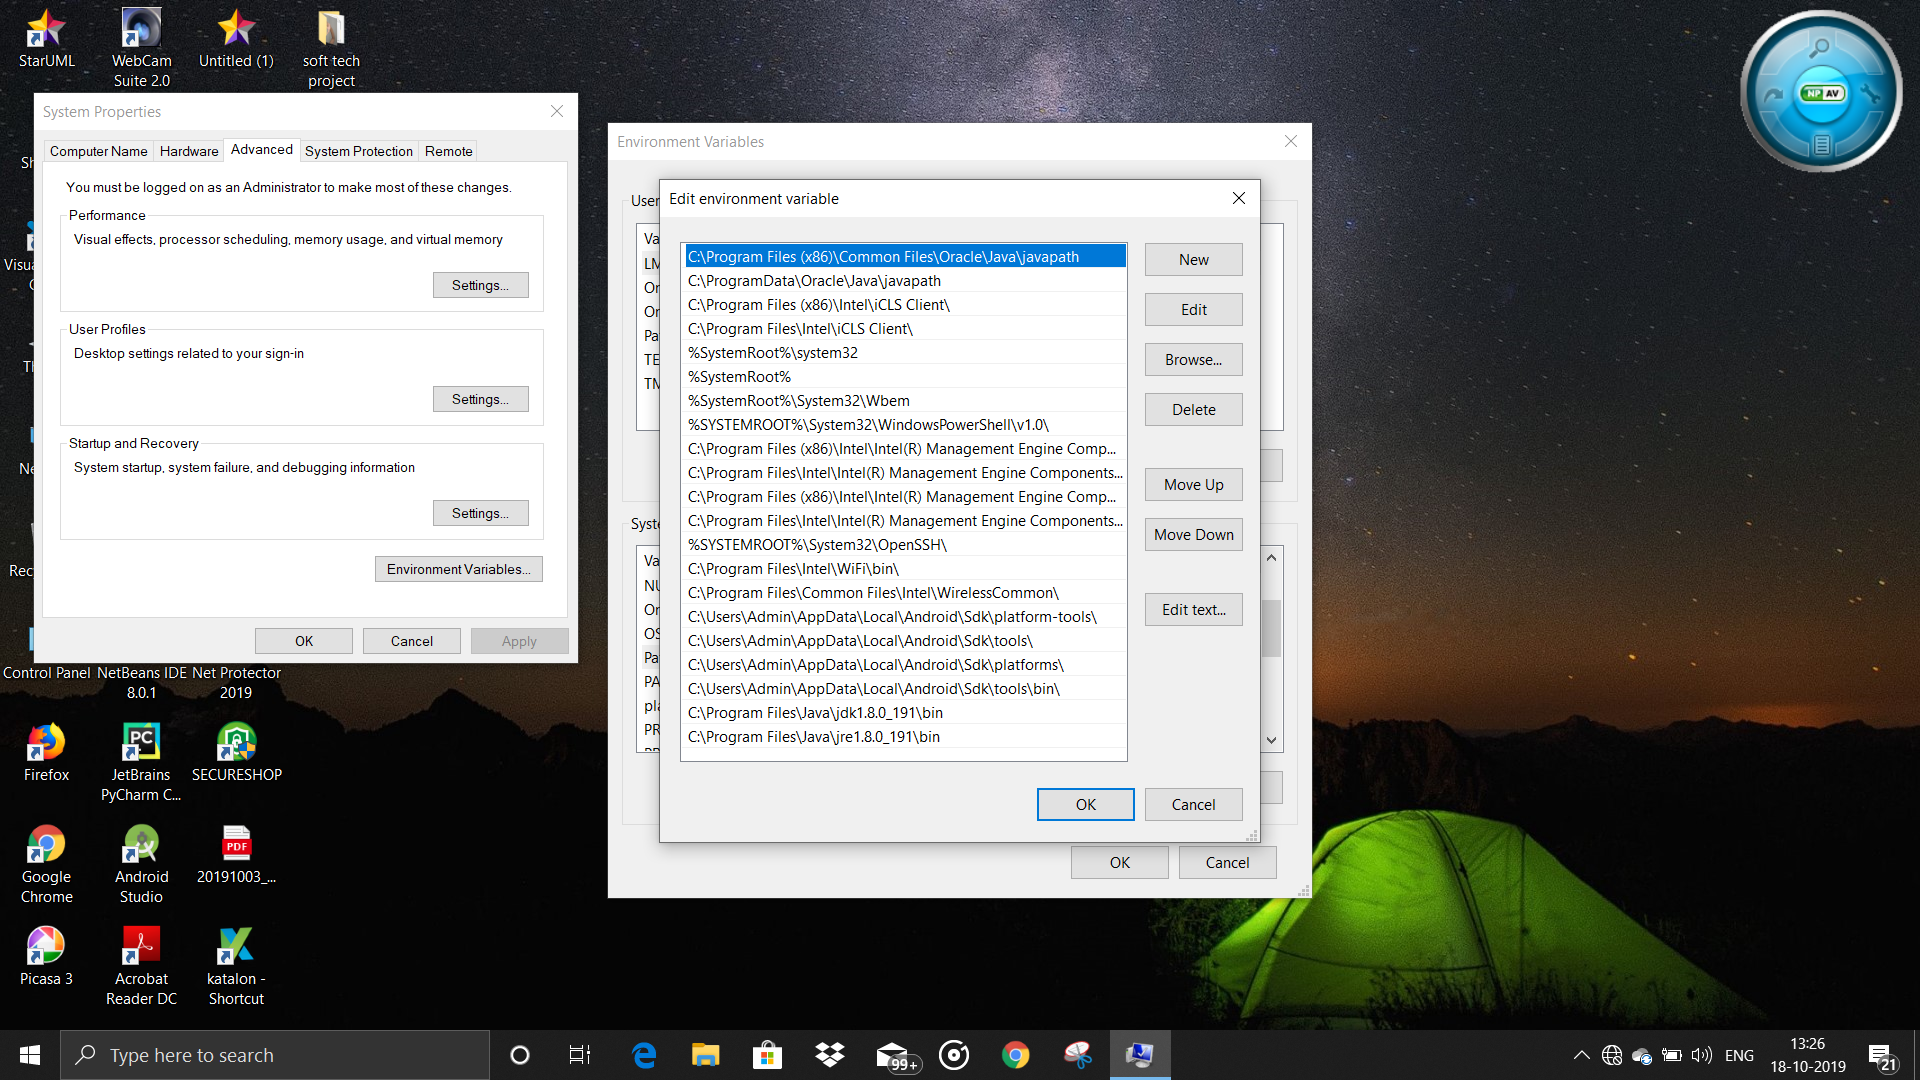 StarUML
WebCam
Suite 2.0
Untitled (1)
soft tech
project
System Properties
Computer Name
Hardware
Advanced
System Protection
Remote
You must be logged on as an Administrator to make most of these changes.
Performance
Visual effects, processor scheduling, memory usage, and virtual memory
Settings...
User Profiles
Desktop settings related to your sign-in
Settings...
Startup and Recovery
System startup, system failure, and debugging information
Settings...
Environment Variables...
OK
Cancel
Apply
Environment Variables
User
Va
LM
On
Pa
TE
TM
Syste
Va
NU
On
OS
Pa
PA
pla
PR
OK
Cancel
Edit environment variable
C:\Program Files (x86)\Common Files\Oracle\Java\javapath
C:\ProgramData\Oracle\Java\javapath
C:\Program Files (x86)\Intel\iCLS Client\
C:\Program Files\Intel\iCLS Client\
%SystemRoot%\system32
%SystemRoot%
%SystemRoot%\System32\Wbem
%SYSTEMROOT%\System32\WindowsPowerShell\v1.0\
C:\Program Files (x86)\Intel\Intel(R) Management Engine Comp...
C:\Program Files\Intel\Intel(R) Management Engine Components...
C:\Program Files (x86)\Intel\Intel(R) Management Engine Comp...
C:\Program Files\Intel\Intel(R) Management Engine Components...
%SYSTEMROOT%\System32\OpenSSH\
C:\Program Files\Intel\WiFi\bin\
C:\Program Files\Common Files\Intel\WirelessCommon\
C:\Users\Admin\AppData\Local\Android\Sdk\platform-tools\
C:\Users\Admin\AppData\Local\Android\Sdk\tools\
C:\Users\Admin\AppData\Local\Android\Sdk\platforms\
C:\Users\Admin\AppData\Local\Android\Sdk\tools\bin\
C:\Program Files\Java\jdk1.8.0_191\bin
C:\Program Files\Java\jre1.8.0_191\bin
New
Edit
Browse...
Delete
Move Up
Move Down
Edit text...
OK
Cancel
NP AV
Control Panel
NetBeans IDE
8.0.1
Net Protector
2019
Firefox
PC
JetBrains
PyCharm C...
SECURESHOP
Google
Chrome
Android
Studio
PDF
20191003_...
Picasa 3
Acrobat
Reader DC
katalon -
Shortcut
Type here to search
99+
ENG
13:26
18-10-2019
21